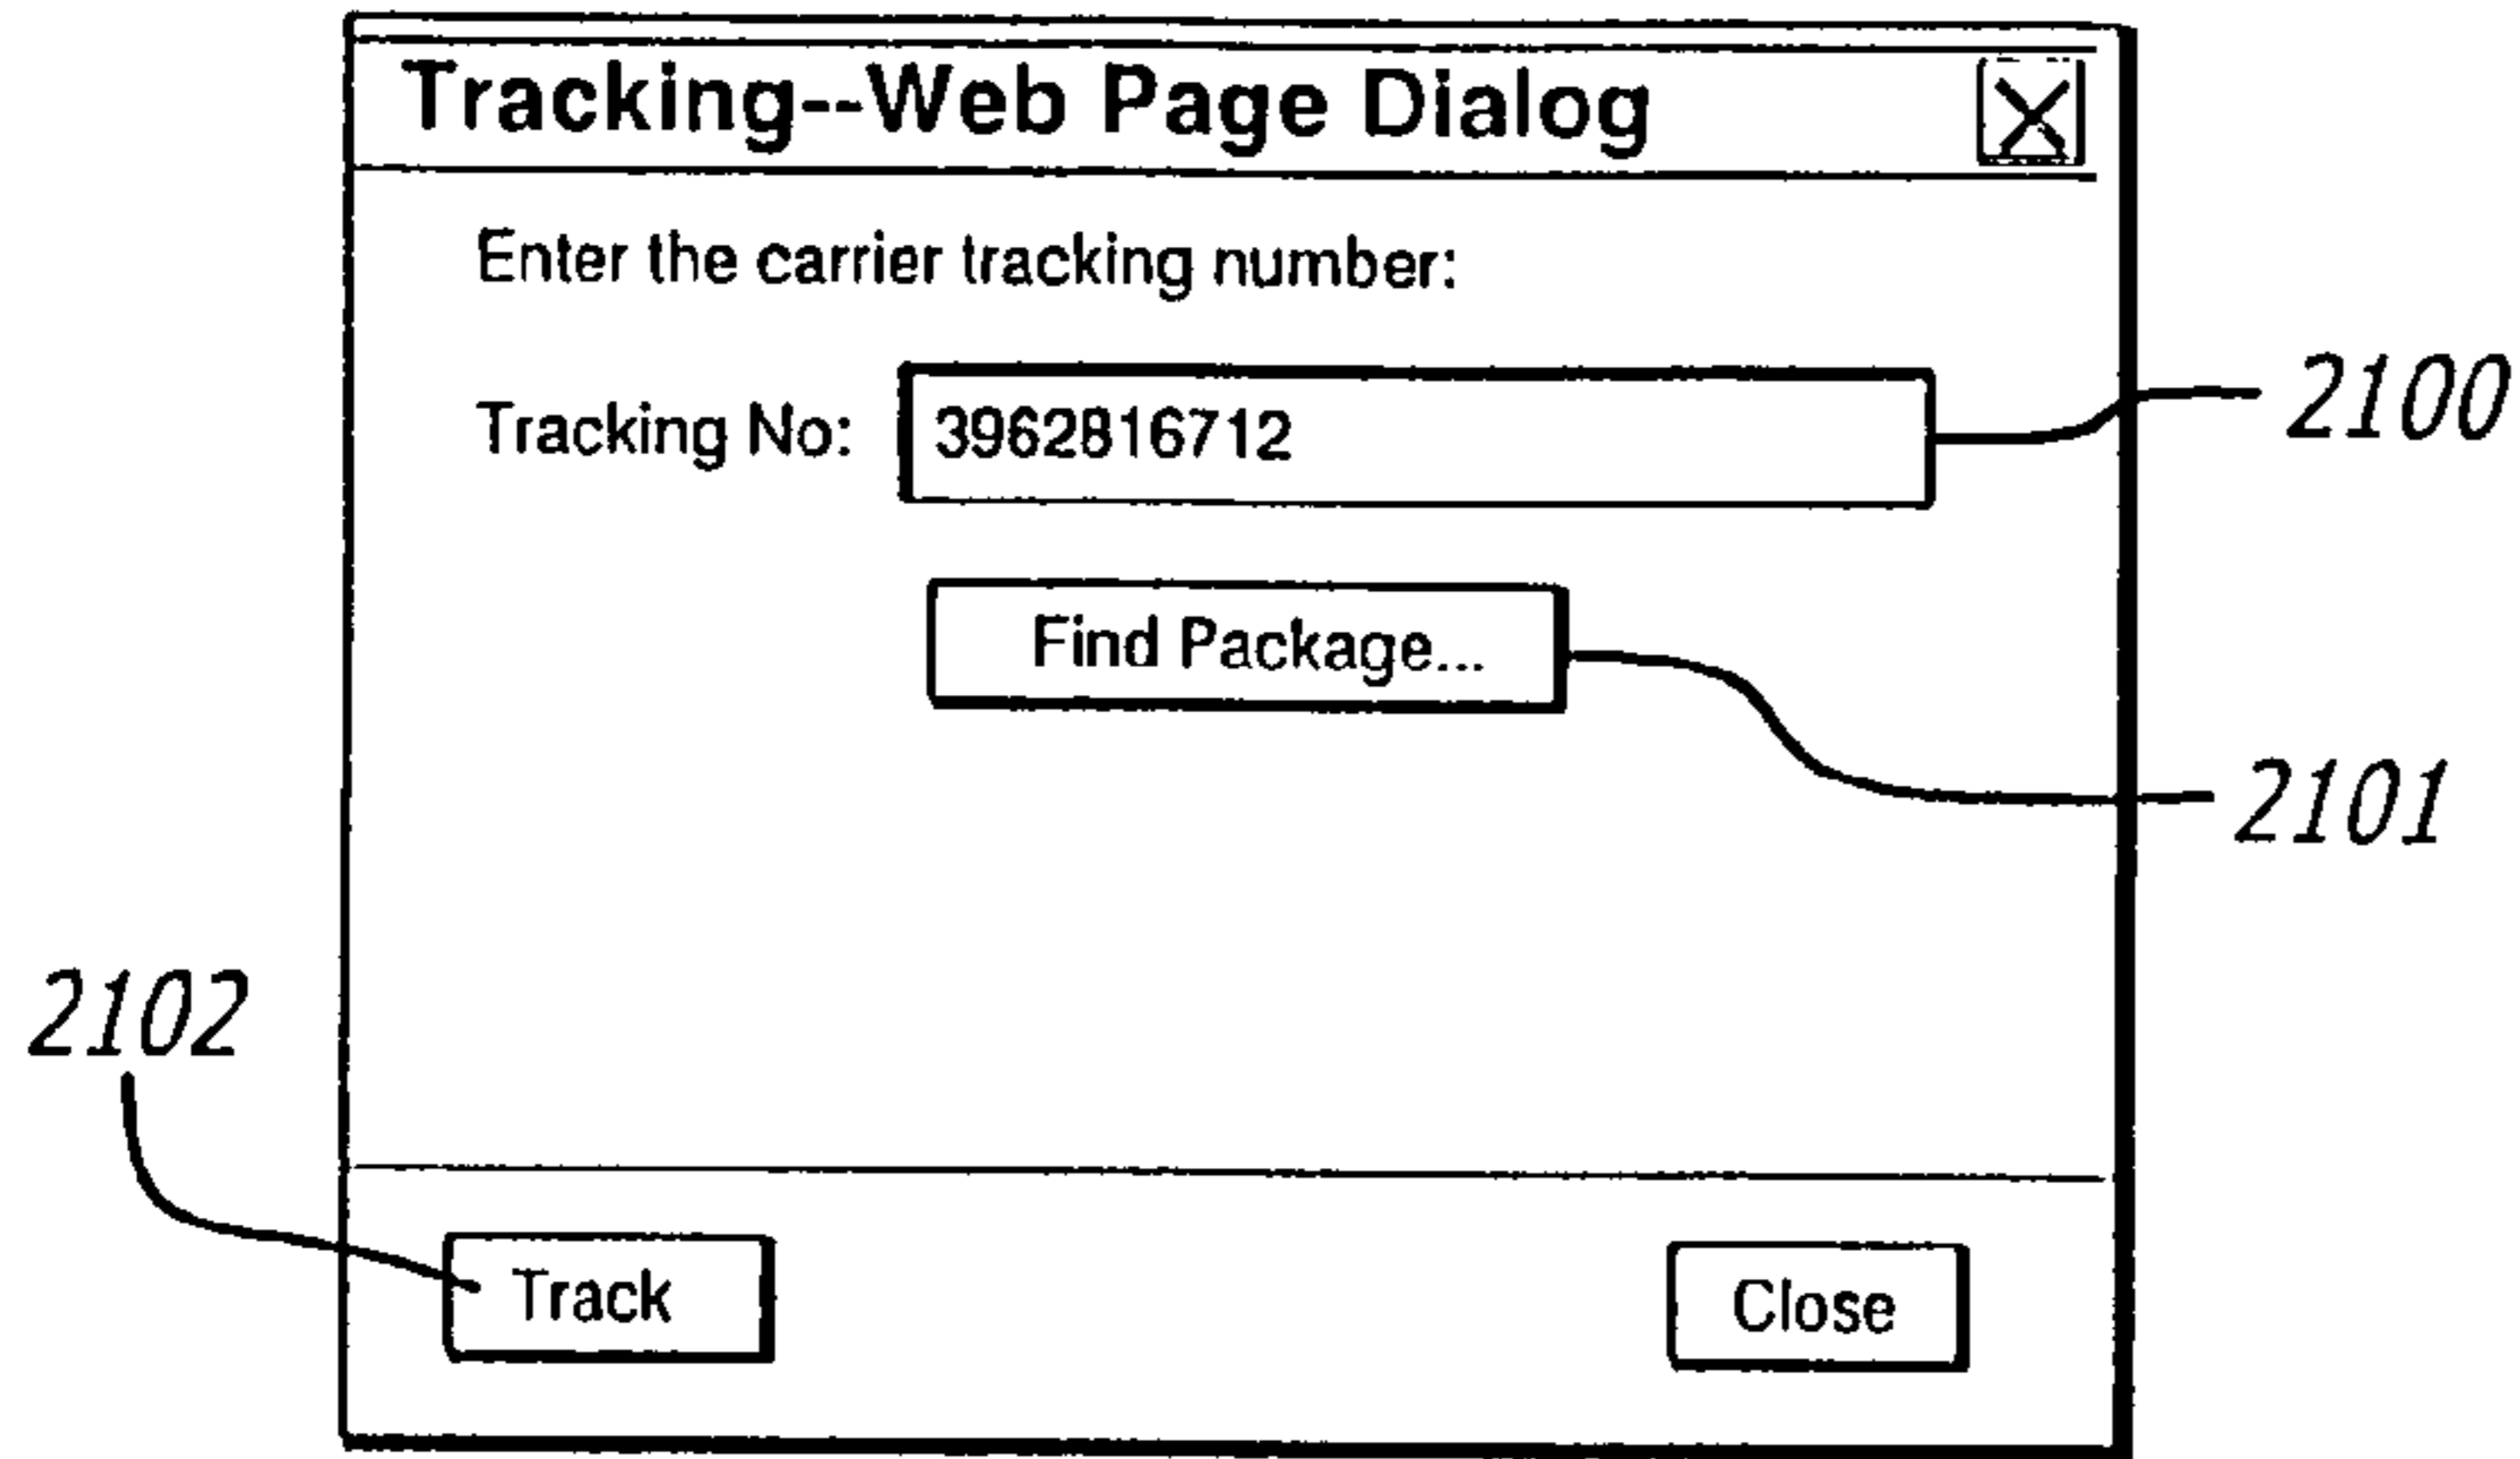 Tracking--Web Page Dialog X
Enter the carrier tracking number:
Tracking No: 3962816712 2100
Find Package...
2101
2102
Track Close